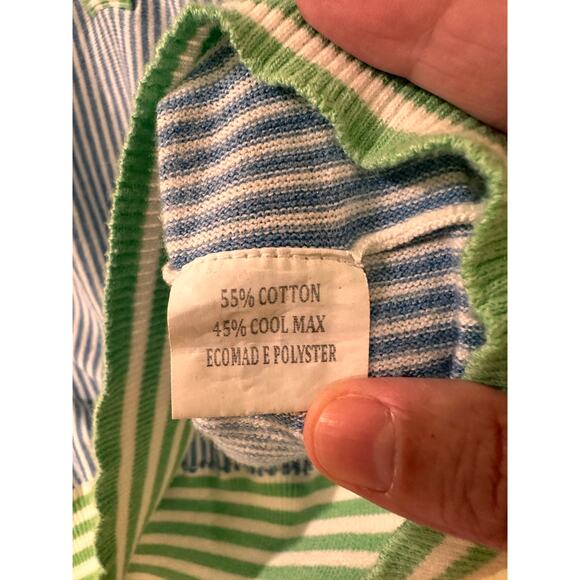 55% COTTON
45% COOL MAX
ECOMAD E POLYSTER